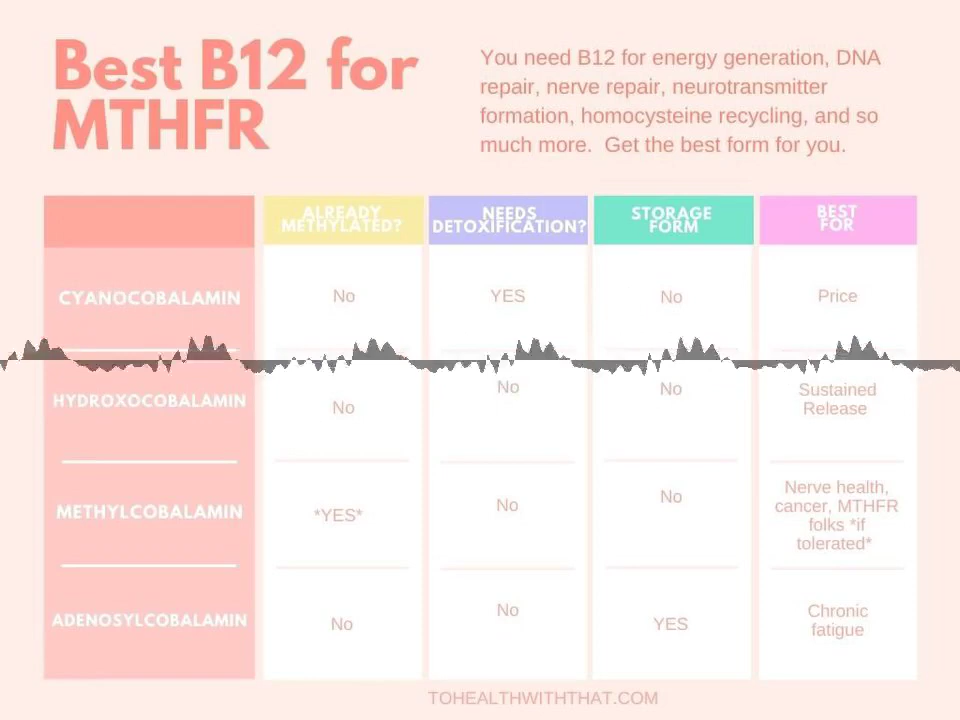 Best B12 for
MTHFR
You need B12 for energy generation, DNA
repair, nerve repair, neurotransmitter
formation, homocysteine recycling, and so
much more.  Get the best form for you.
ALREADY
METHYLATED?
NEEDS
DETOXIFICATION?
STORAGE
FORM
BEST
FOR
CYANOCOBALAMIN
No
YES
No
Price
HYDROXOCOBALAMIN
No
No
No
Sustained
Release
METHYLCOBALAMIN
*YES*
No
No
Nerve health,
cancer, MTHFR
folks *if
tolerated*
ADENOSYLCOBALAMIN
No
No
YES
Chronic
fatigue
TOHEALTHWITHTHAT.COM